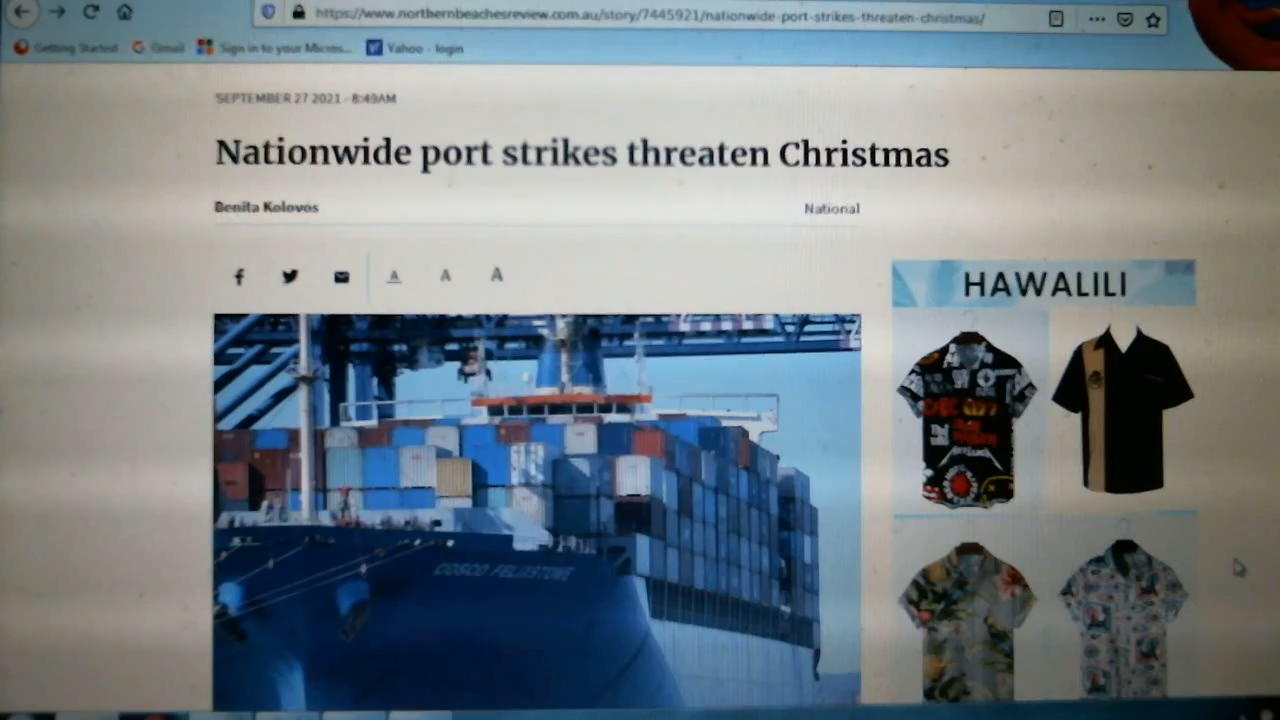 https://www.northernbeachesreview.com.au/story/7445921/nationwide-port-strikes-threaten-christmas/
Getting Started Gmail Sign in to your Micros... Yahoo - login
SEPTEMBER 27 2021 - 8:49AM
Nationwide port strikes threaten Christmas
Benita Kolovos National
A A A
HAWALILI
COSCO FELIXSTOWE